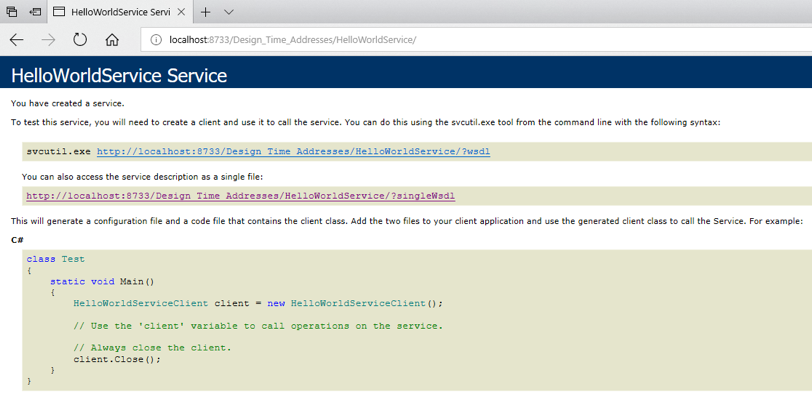 HelloWorldService Servi
localhost:8733/Design_Time_Addresses/HelloWorldService/
HelloWorldService Service
You have created a service.
To test this service, you will need to create a client and use it to call the service. You can do this using the svcutil.exe tool from the command line with the following syntax:
svcutil.exe http://localhost:8733/Design_Time_Addresses/HelloWorldService/?wsdl
You can also access the service description as a single file:
http://localhost:8733/Design_Time_Addresses/HelloWorldService/?singleWsdl
This will generate a configuration file and a code file that contains the client class. Add the two files to your client application and use the generated client class to call the Service. For example:
C#
class Test
{
static void Main()
{
HelloWorldServiceClient client = new HelloWorldServiceClient();
// Use the 'client' variable to call operations on the service.
// Always close the client.
client.Close();
}
}